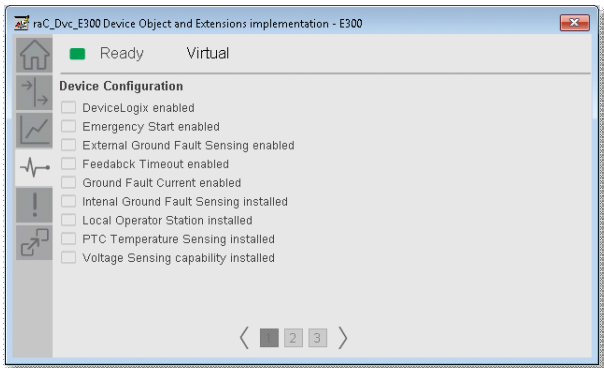 raC_Dvc_E300 Device Object and Extensions implementation - E300
Ready Virtual
Device Configuration
DeviceLogix enabled
Emergency Start enabled
External Ground Fault Sensing enabled
Feedabck Timeout enabled
Ground Fault Current enabled
Intenal Ground Fault Sensing installed
Local Operator Station installed
PTC Temperature Sensing installed
Voltage Sensing capability installed
1 2 3